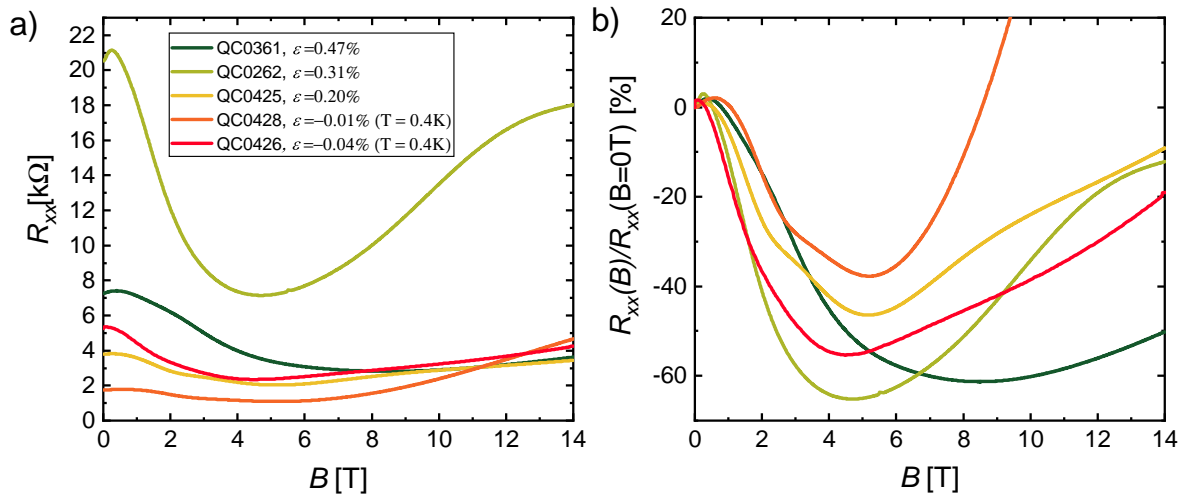 a)
22
20
18
16
14
12
10
8
6
4
2
0
R_xx[kΩ]
QC0361, ε=0.47%
QC0262, ε=0.31%
QC0425, ε=0.20%
QC0428, ε=−0.01% (T = 0.4K)
QC0426, ε=−0.04% (T = 0.4K)
0 2 4 6 8 10 12 14
B [T]
b)
20
0
-20
-40
-60
R_xx(B)/R_xx(B=0T) [%]
0 2 4 6 8 10 12 14
B [T]